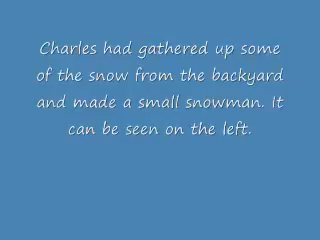 Charles had gathered up some
of the snow from the backyard
and made a small snowman. It
can be seen on the left.